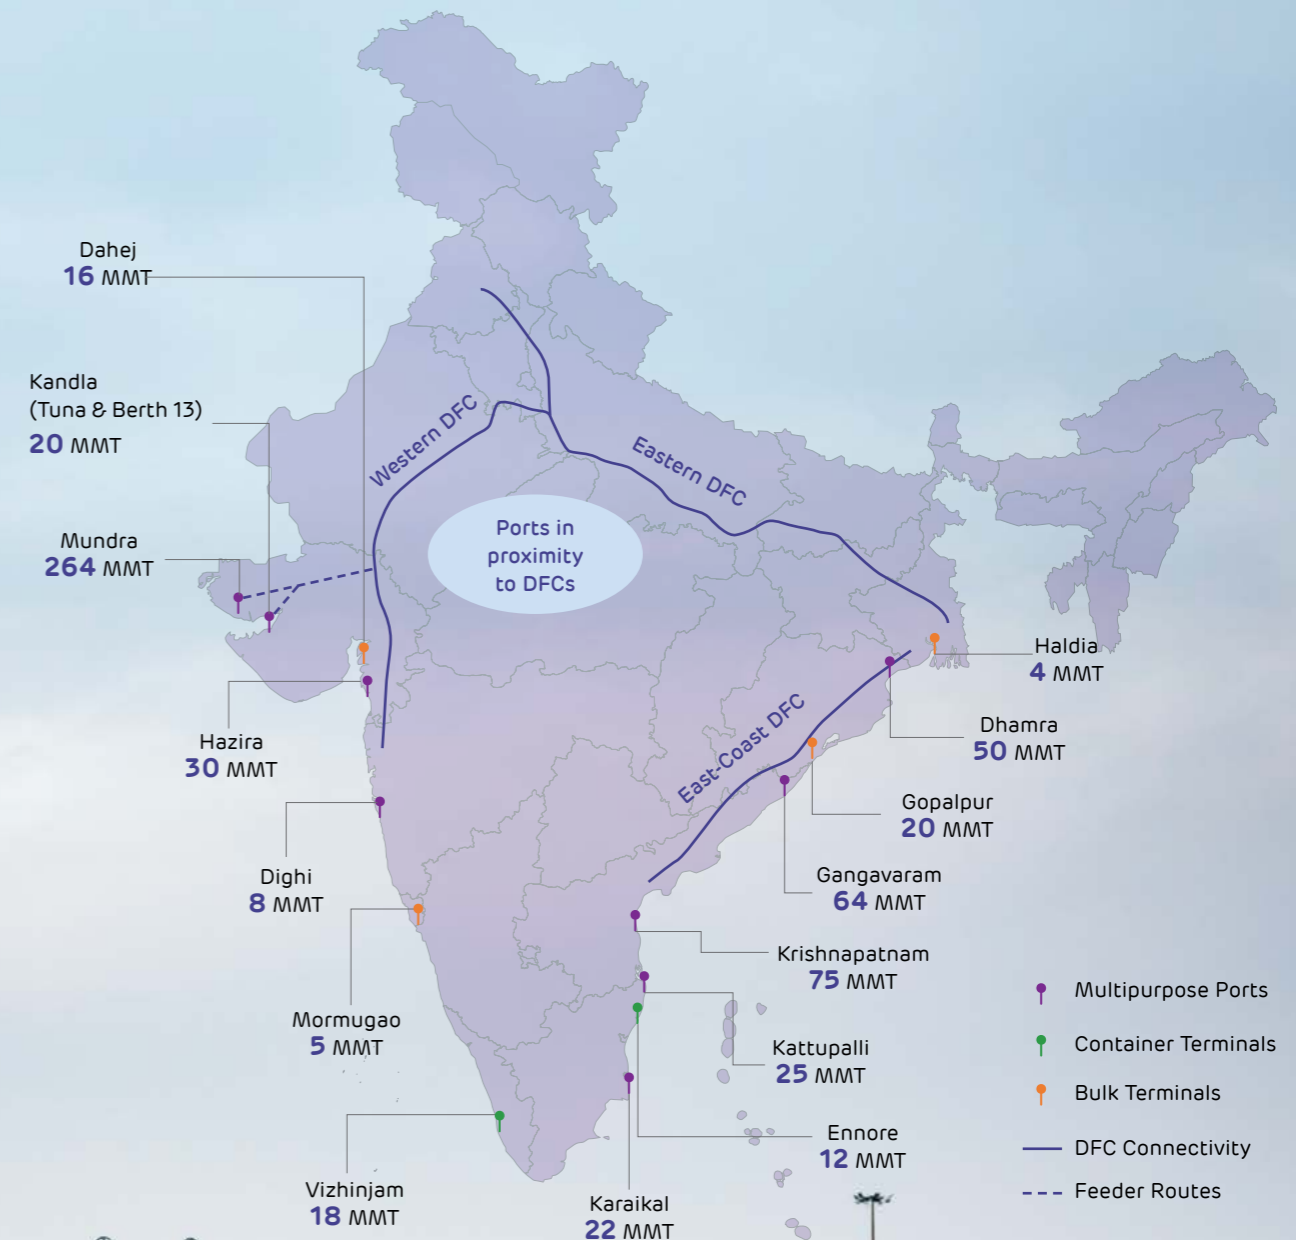 Dahej
16 MMT
Kandla
(Tuna & Berth 13)
20 MMT
Mundra
264 MMT
Hazira
30 MMT
Dighi
8 MMT
Mormugao
5 MMT
Vizhinjam
18 MMT
Western DFC
Eastern DFC
Ports in
proximity
to DFCs
East-Coast DFC
Haldia
4 MMT
Dhamra
50 MMT
Gopalpur
20 MMT
Gangavaram
64 MMT
Krishnapatnam
75 MMT
Kattupalli
25 MMT
Ennore
12 MMT
Karaikal
22 MMT
Multipurpose Ports
Container Terminals
Bulk Terminals
DFC Connectivity
Feeder Routes